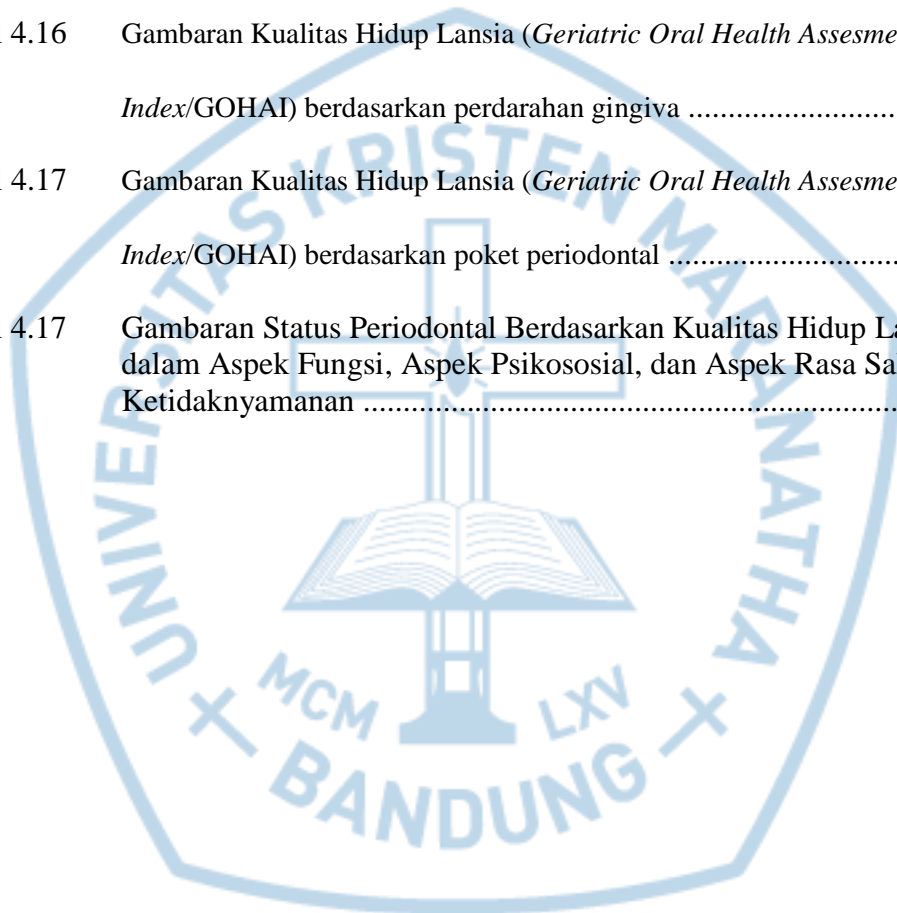 4.16 Gambaran Kualitas Hidup Lansia (Geriatric Oral Health Assesme
Index/GOHAI) berdasarkan perdarahan gingiva ..........................
4.17 Gambaran Kualitas Hidup Lansia (Geriatric Oral Health Assesme
Index/GOHAI) berdasarkan poket periodontal .............................
4.17 Gambaran Status Periodontal Berdasarkan Kualitas Hidup La
dalam Aspek Fungsi, Aspek Psikososial, dan Aspek Rasa Sa
Ketidaknyamanan ....................................................................
UNIVERSITAS KRISTEN MARANATHA
MCM LXV
BANDUNG